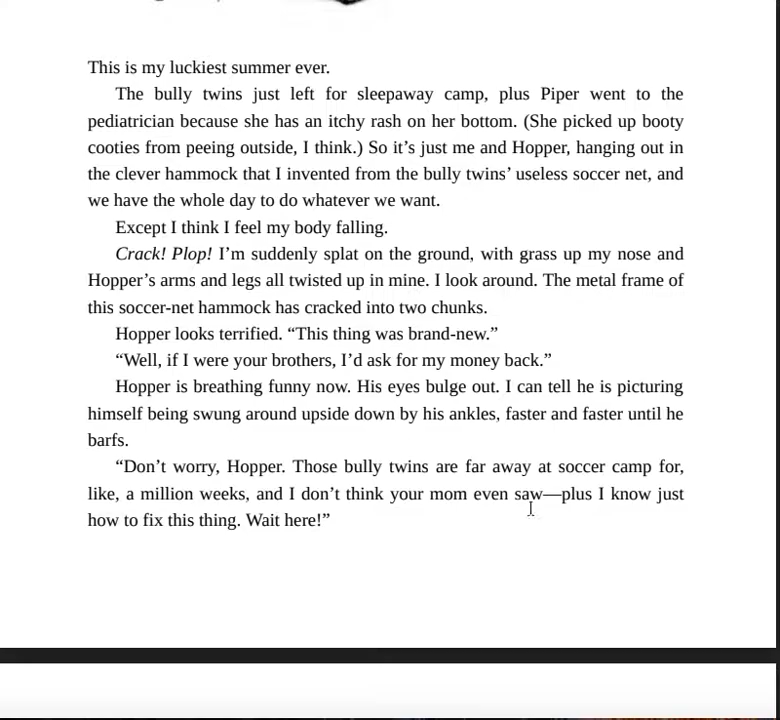 This is my luckiest summer ever.
The bully twins just left for sleepaway camp, plus Piper went to the
pediatrician because she has an itchy rash on her bottom. (She picked up booty
cooties from peeing outside, I think.) So it’s just me and Hopper, hanging out in
the clever hammock that I invented from the bully twins’ useless soccer net, and
we have the whole day to do whatever we want.
Except I think I feel my body falling.
Crack! Plop! I’m suddenly splat on the ground, with grass up my nose and
Hopper’s arms and legs all twisted up in mine. I look around. The metal frame of
this soccer-net hammock has cracked into two chunks.
Hopper looks terrified. “This thing was brand-new.”
“Well, if I were your brothers, I’d ask for my money back.”
Hopper is breathing funny now. His eyes bulge out. I can tell he is picturing
himself being swung around upside down by his ankles, faster and faster until he
barfs.
“Don’t worry, Hopper. Those bully twins are far away at soccer camp for,
like, a million weeks, and I don’t think your mom even saw—plus I know just
how to fix this thing. Wait here!”